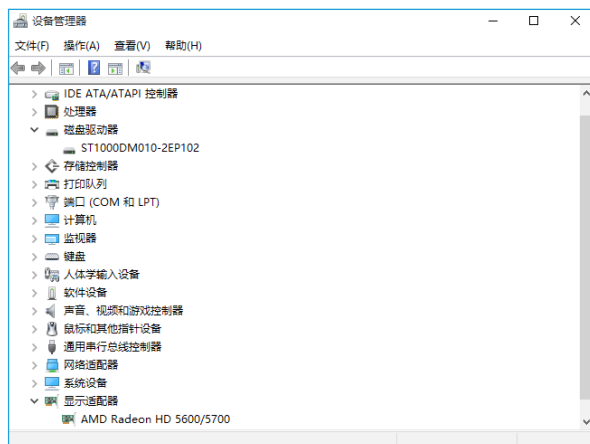 设备管理器
文件(F) 操作(A) 查看(V) 帮助(H)
IDE ATA/ATAPI 控制器
处理器
磁盘驱动器
ST1000DM010-2EP102
存储控制器
打印队列
端口 (COM 和 LPT)
计算机
监视器
键盘
人体学输入设备
软件设备
声音、视频和游戏控制器
鼠标和其他指针设备
通用串行总线控制器
网络适配器
系统设备
显示适配器
AMD Radeon HD 5600/5700